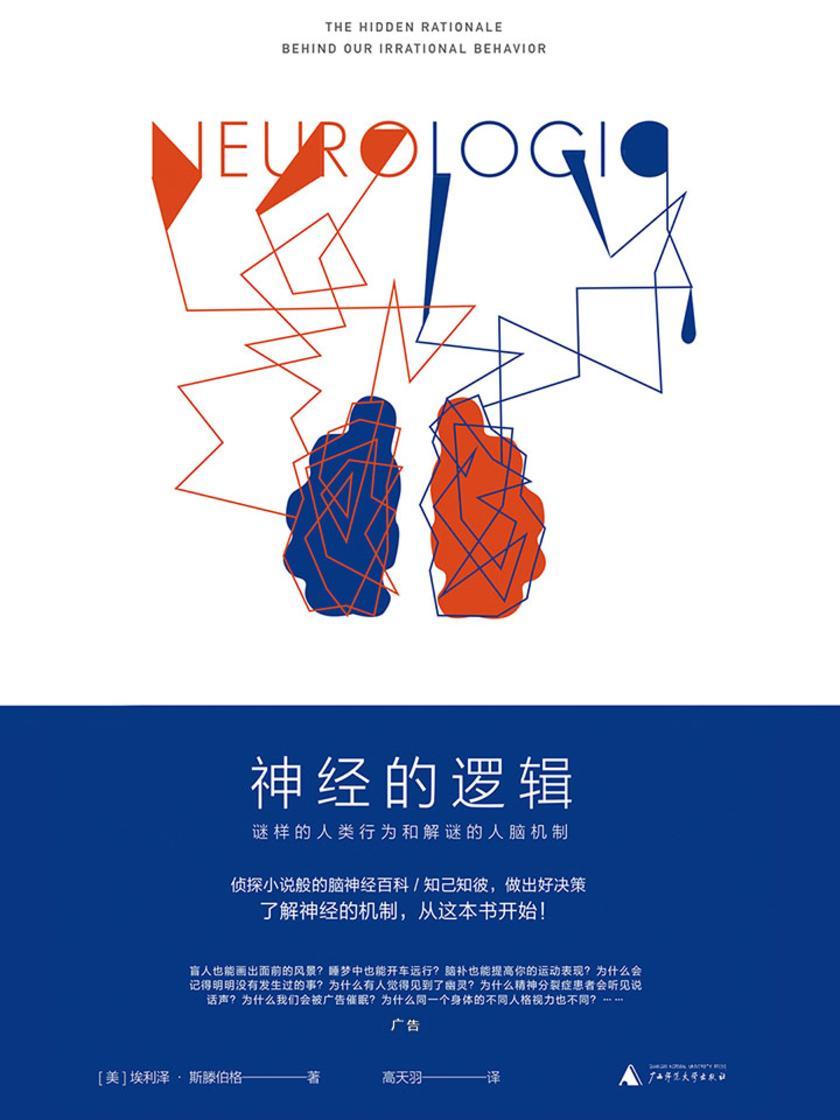 THE HIDDEN RATIONALE
BEHIND OUR IRRATIONAL BEHAVIOR
NEUROLOGIC
神经的逻辑
谜样的人类行为和解谜的人脑机制
侦探小说般的脑神经百科 / 知己知彼，做出好决策
了解神经的机制，从这本书开始！
盲人也能画出面前的风景？睡梦中也能开车远行？脑补也能提高你的运动表现？为什么会
记得明明没有发生过的事？为什么有人觉得见到了幽灵？为什么精神分裂症患者会听见说
话声？为什么我们会被广告催眠？为什么同一个身体的不同人格视力也不同？……
广告
[美] 埃利泽 · 斯滕伯格————著 高天羽————译
GUANGXI NORMAL UNIVERSITY PRESS
广西师范大学出版社